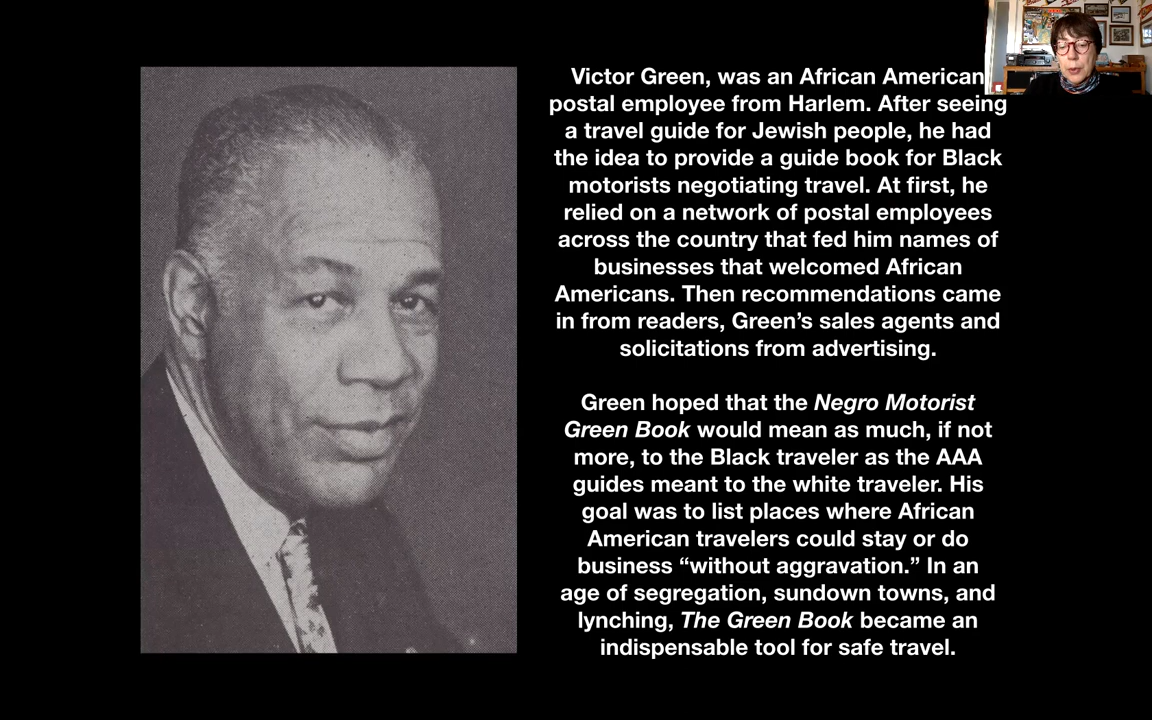 Victor Green, was an African American
postal employee from Harlem. After seeing
a travel guide for Jewish people, he had
the idea to provide a guide book for Black
motorists negotiating travel. At first, he
relied on a network of postal employees
across the country that fed him names of
businesses that welcomed African
Americans. Then recommendations came
in from readers, Green’s sales agents and
solicitations from advertising.
Green hoped that the Negro Motorist
Green Book would mean as much, if not
more, to the Black traveler as the AAA
guides meant to the white traveler. His
goal was to list places where African
American travelers could stay or do
business “without aggravation.” In an
age of segregation, sundown towns, and
lynching, The Green Book became an
indispensable tool for safe travel.